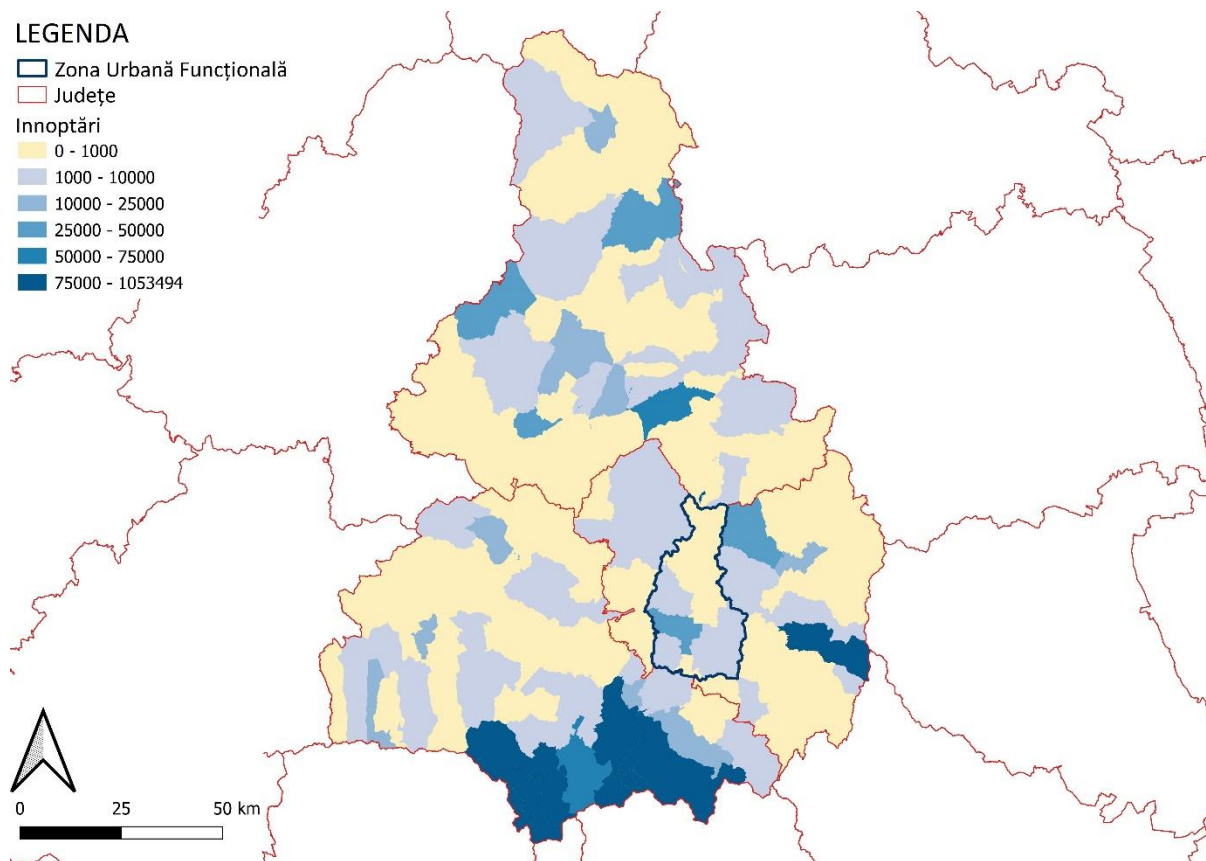 LEGENDA
Zona Urbană Funcțională
Județe
Innoptări
0 - 1000
1000 - 10000
10000 - 25000
25000 - 50000
50000 - 75000
75000 - 1053494
0 25 50 km